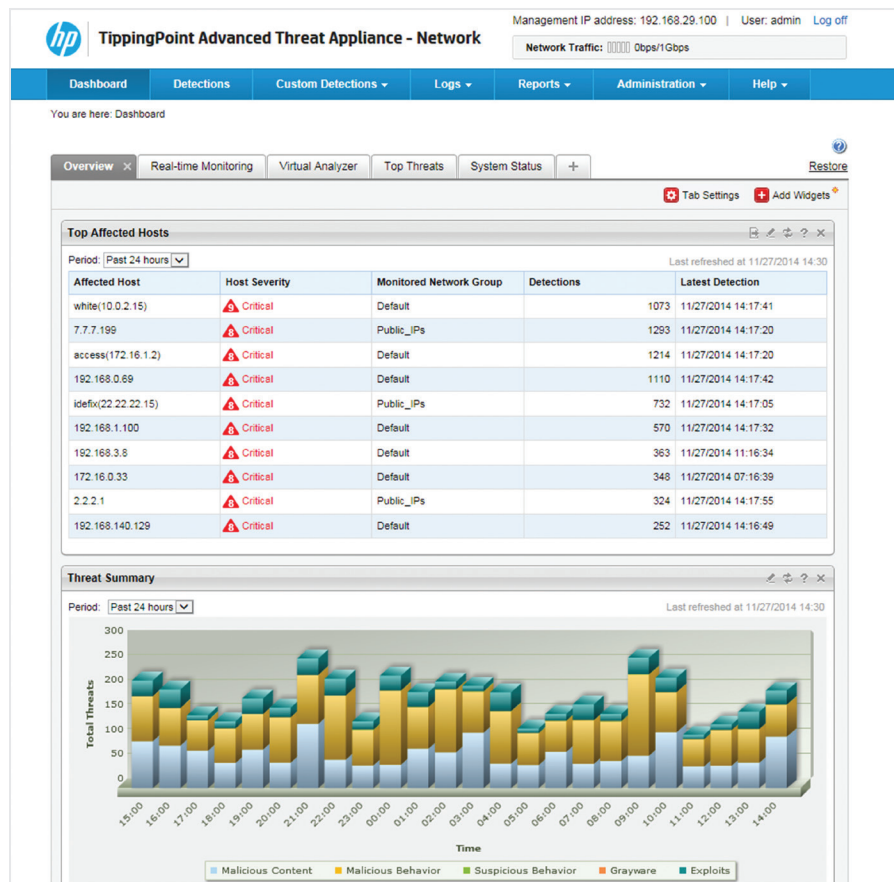 Management IP address: 192.168.29.100 | User: admin Log off
hp TippingPoint Advanced Threat Appliance - Network
Network Traffic: 0bps/1Gbps
Dashboard Detections Custom Detections Logs Reports Administration Help
You are here: Dashboard
Overview × Real-time Monitoring Virtual Analyzer Top Threats System Status + Restore
Tab Settings Add Widgets
Top Affected Hosts
Period: Past 24 hours Last refreshed at 11/27/2014 14:30
Affected Host Host Severity Monitored Network Group Detections Latest Detection
white(10.0.2.15) 9 Critical Default 1073 11/27/2014 14:17:41
7.7.7.199 8 Critical Public_IPs 1293 11/27/2014 14:17:20
access(172.16.1.2) 8 Critical Default 1214 11/27/2014 14:17:20
192.168.0.69 8 Critical Default 1110 11/27/2014 14:17:42
idefix(22.22.22.15) 8 Critical Public_IPs 732 11/27/2014 14:17:05
192.168.1.100 8 Critical Default 570 11/27/2014 14:17:32
192.168.3.8 8 Critical Default 363 11/27/2014 11:16:34
172.16.0.33 8 Critical Default 348 11/27/2014 07:16:39
2.2.2.1 8 Critical Public_IPs 324 11/27/2014 14:17:55
192.168.140.129 8 Critical Default 252 11/27/2014 14:16:49
Threat Summary
Period: Past 24 hours Last refreshed at 11/27/2014 14:30
Total Threats
300
250
200
150
100
50
0
15:00 16:00 17:00 18:00 19:00 20:00 21:00 22:00 23:00 00:00 01:00 02:00 03:00 04:00 05:00 06:00 07:00 08:00 09:00 10:00 11:00 12:00 13:00 14:00
Time
Malicious Content Malicious Behavior Suspicious Behavior Grayware Exploits